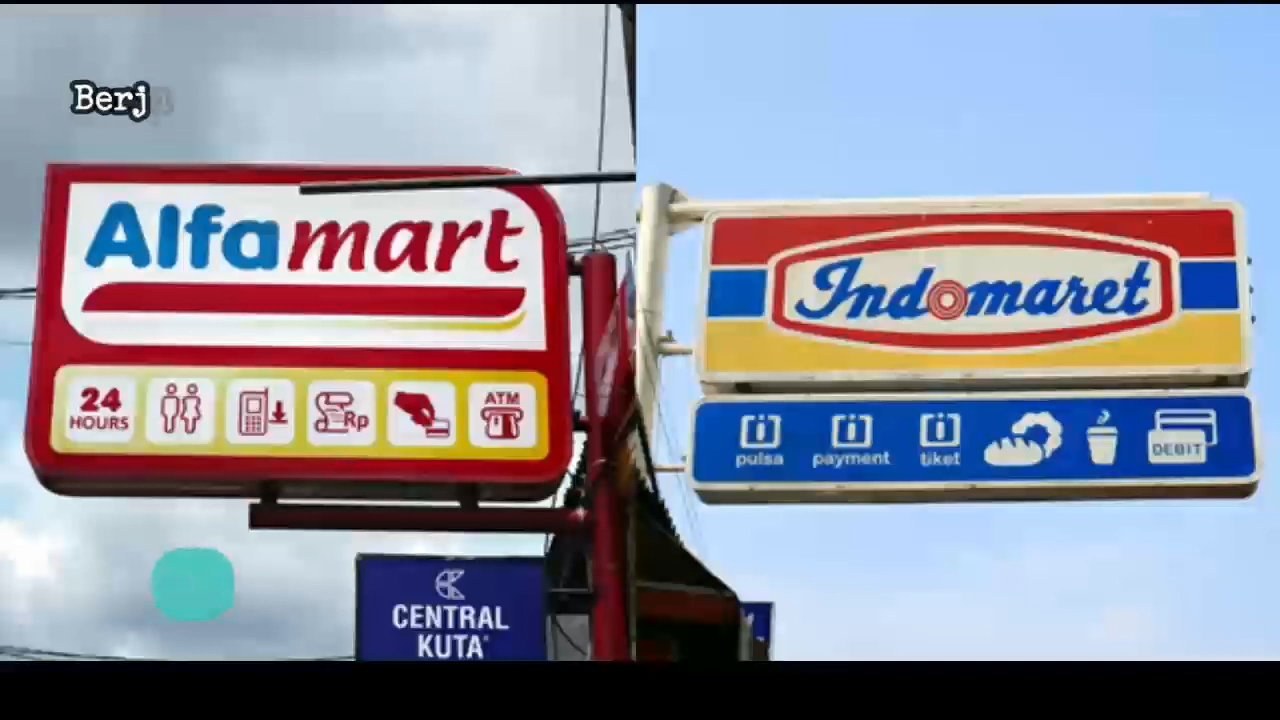 Berj
Alfamart
24
HOURS
Rp
ATM
CENTRAL
KUTA
Indomaret
pulsa
payment
tiket
DEBIT